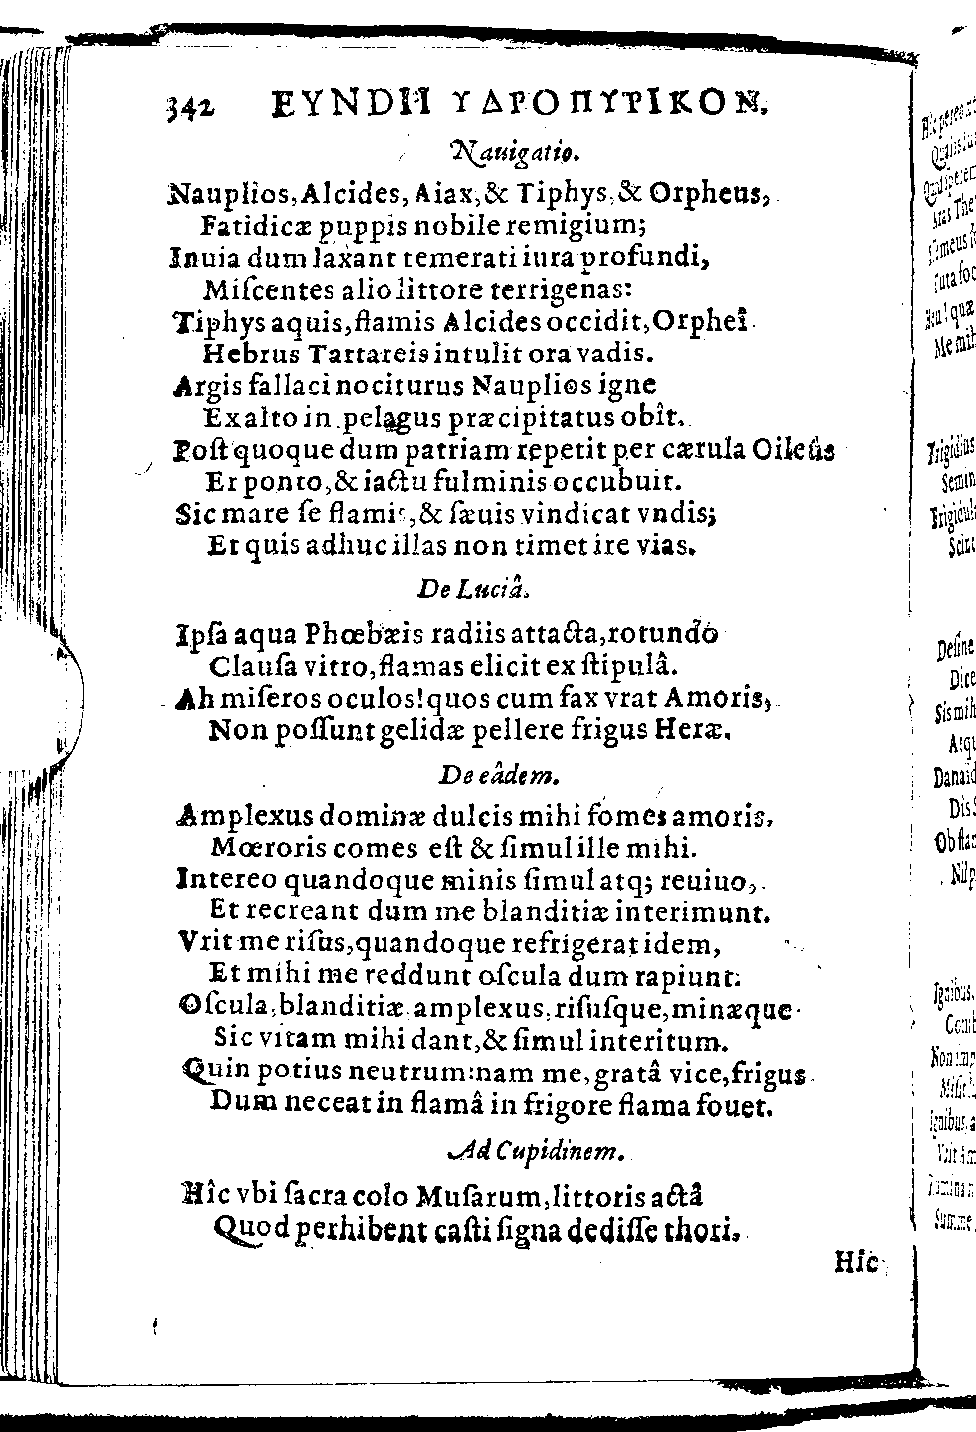 342 EYNDII ΥΔΡΟΠΥΡΙΚΟΝ.
Nauigatio.
Nauplios, Alcides, Aiax, & Tiphys, & Orpheus,
Fatidicæ puppis nobile remigium;
Inuia dum laxant temerati iura profundi,
Miſcentes alio littore terrigenas:
Tiphys aquis, flamis Alcides occidit, Orphei
Hebrus Tartareis intulit ora vadis.
Argis fallaci nociturus Nauplios igne
Ex alto in pelagus præcipitatus obît.
Poſt quoque dum patriam repetit per cærula Oileûs
Et ponto, & iactu fulminis occubuit.
Sic mare ſe flamis, & ſæuis vindicat vndis;
Et quis adhuc illas non timet ire vias.
De Luciâ.
Ipſa aqua Phœbæis radiis attacta, rotundo
Clauſa vitro, flamas elicit ex ſtipulâ.
Ah miſeros oculos! quos cum fax vrat Amoris,
Non poſſunt gelidæ pellere frigus Heræ.
De eâdem.
Amplexus dominæ dulcis mihi fomes amoris,
Mœroris comes eſt & ſimul ille mihi.
Intereo quandoque minis ſimul atq; reuiuo,
Et recreant dum me blanditiæ interimunt.
Vrit me riſus, quandoque refrigerat idem,
Et mihi me reddunt oſcula dum rapiunt.
Oſcula, blanditiæ, amplexus, riſuſque, minæque
Sic vitam mihi dant, & ſimul interitum.
Quin potius neutrum: nam me, gratâ vice, frigus
Dum neceat in flamâ in frigore flama fouet.
Ad Cupidinem.
Hîc vbi ſacra colo Muſarum, littoris actâ
Quod perhibent caſti ſigna dediſſe thori,
Hîc